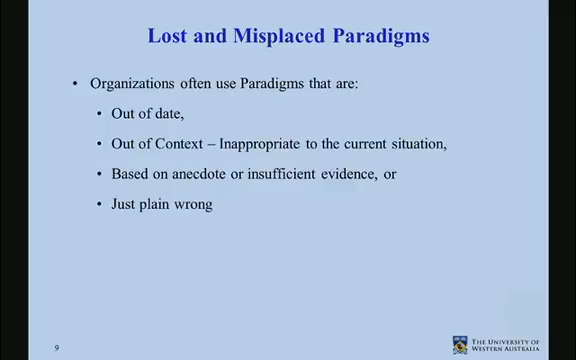 Lost and Misplaced Paradigms
• Organizations often use Paradigms that are:
• Out of date,
• Out of Context – Inappropriate to the current situation,
• Based on anecdote or insufficient evidence, or
• Just plain wrong
9
THE UNIVERSITY OF
WESTERN AUSTRALIA